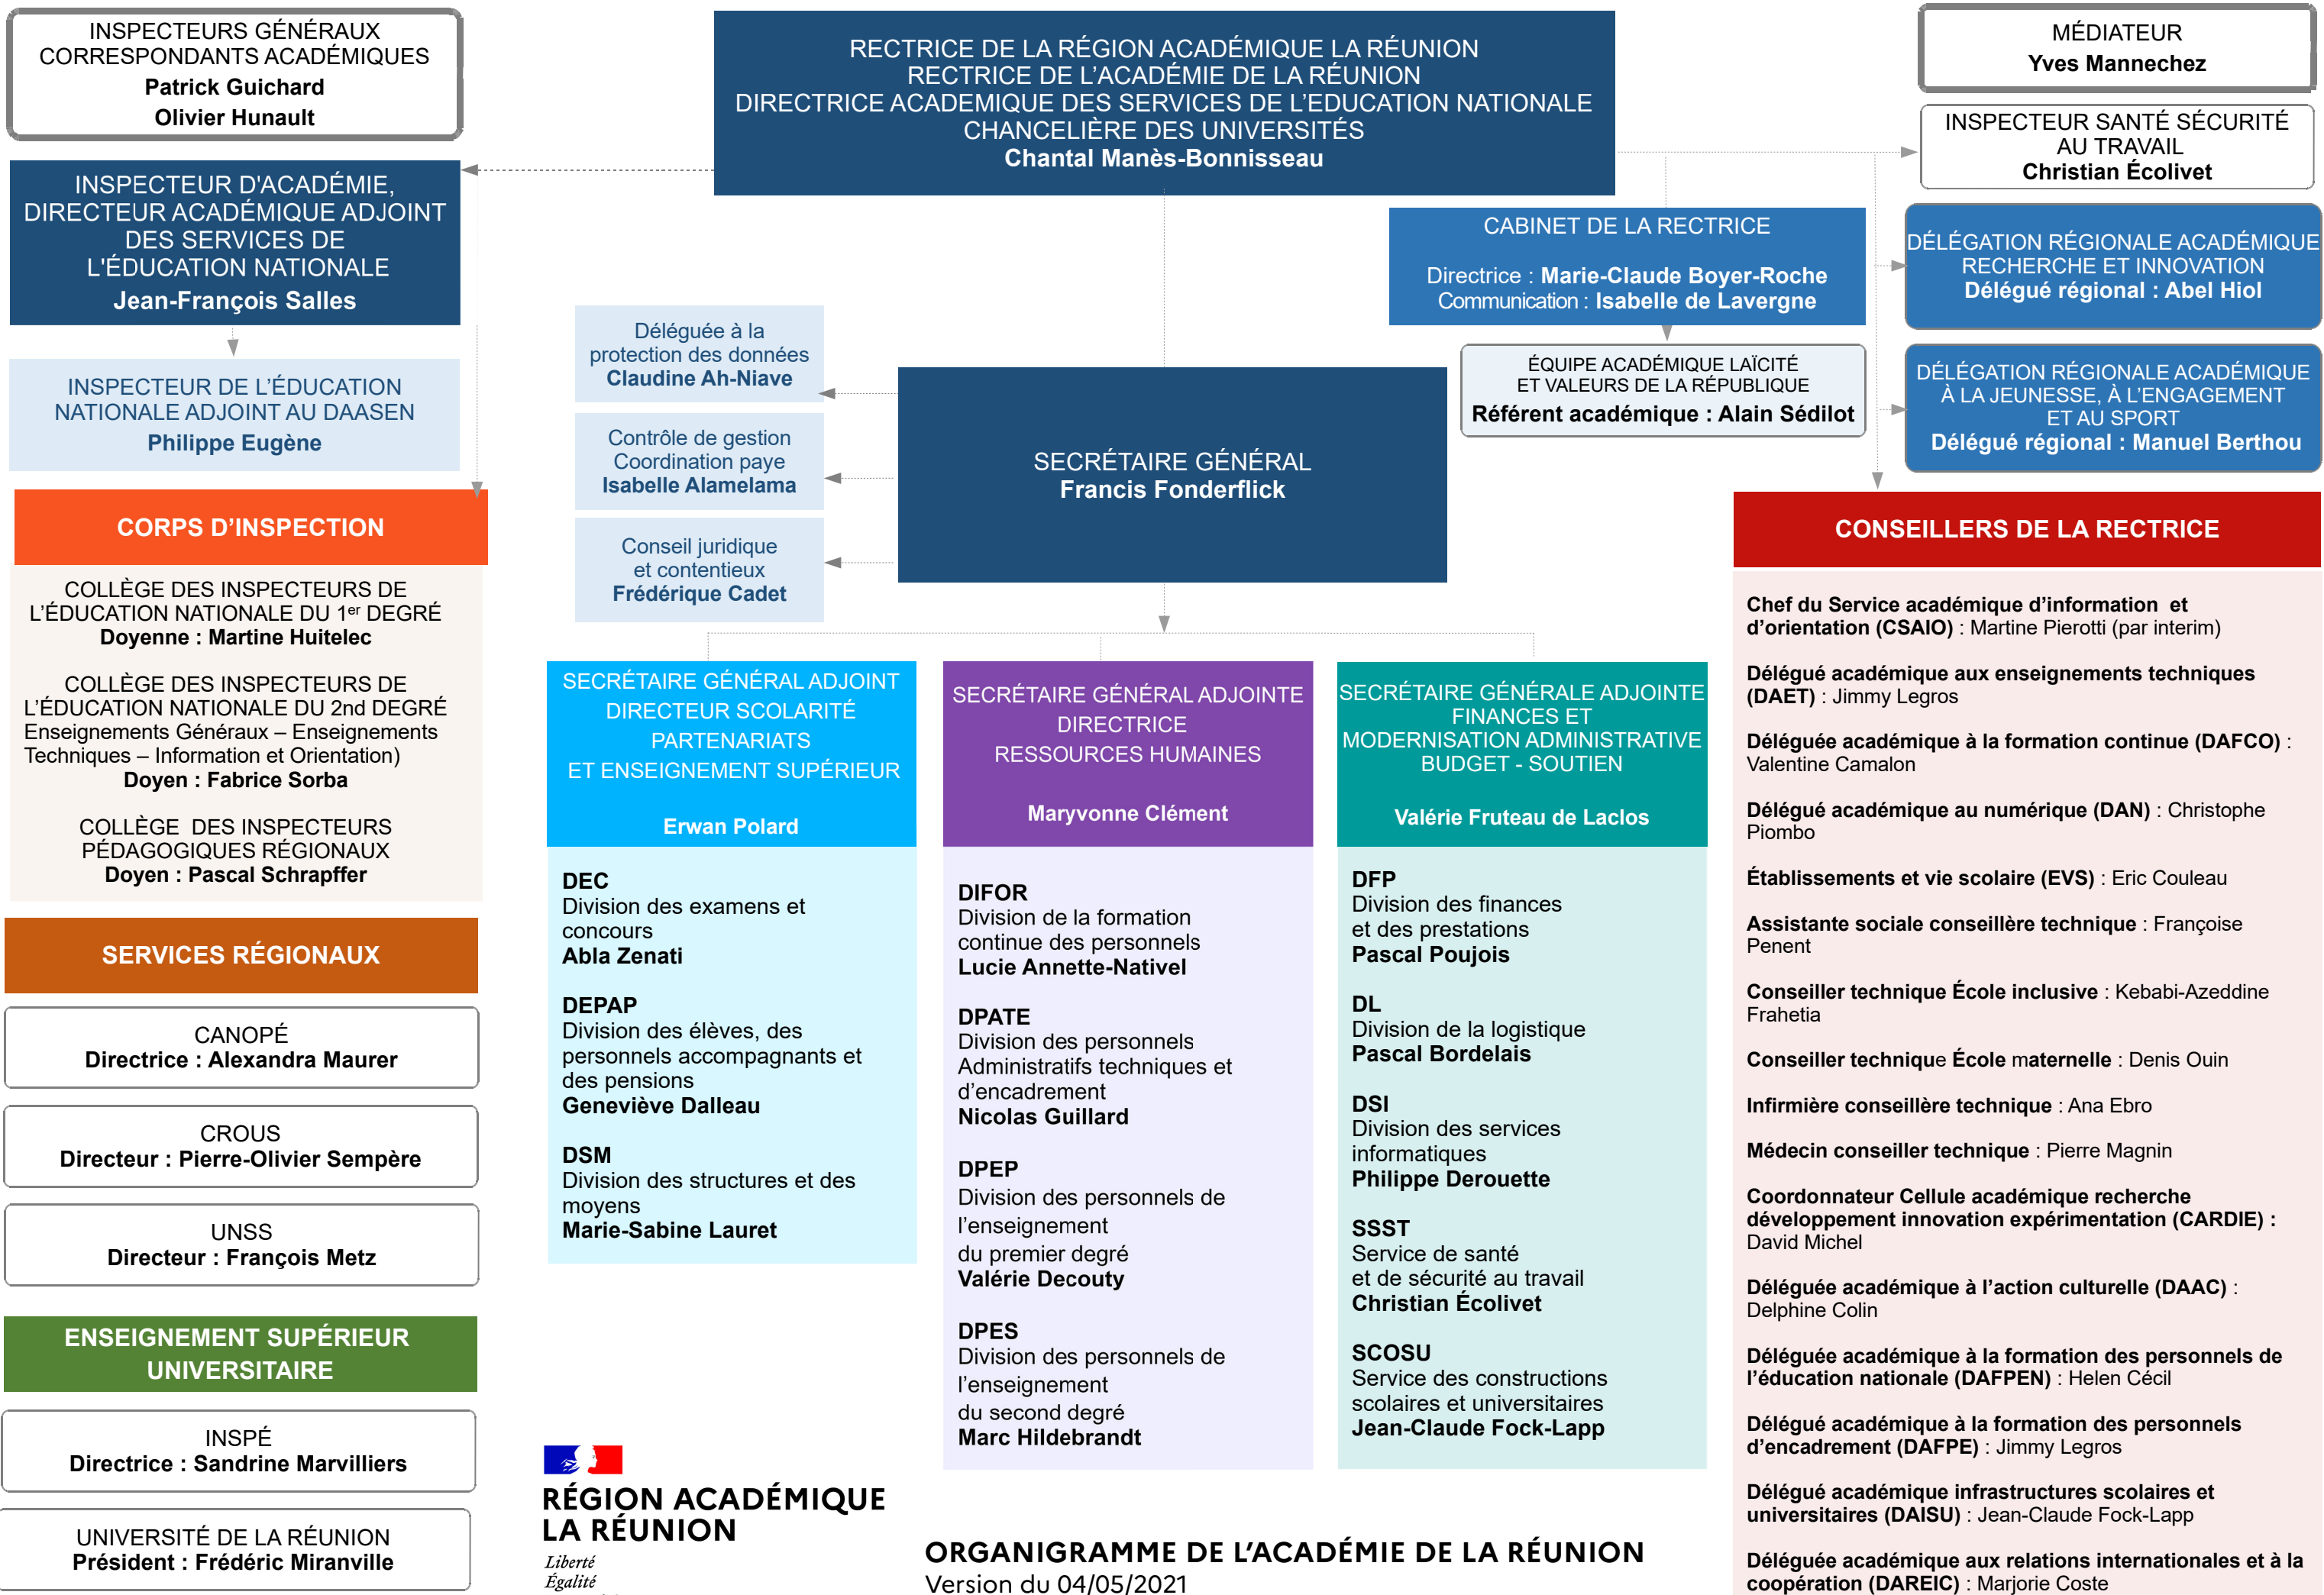 INSPECTEURS GÉNÉRAUX
CORRESPONDANTS ACADÉMIQUES
Patrick Guichard
Olivier Hunault
RECTRICE DE LA RÉGION ACADÉMIQUE LA RÉUNION
RECTRICE DE L’ACADÉMIE DE LA RÉUNION
DIRECTRICE ACADEMIQUE DES SERVICES DE L’EDUCATION NATIONALE
CHANCELIÈRE DES UNIVERSITÉS
Chantal Manès-Bonnisseau
MÉDIATEUR
Yves Mannechez
INSPECTEUR SANTÉ SÉCURITÉ
AU TRAVAIL
Christian Écolivet
INSPECTEUR D'ACADÉMIE,
DIRECTEUR ACADÉMIQUE ADJOINT
DES SERVICES DE
L'ÉDUCATION NATIONALE
Jean-François Salles
CABINET DE LA RECTRICE
Directrice : Marie-Claude Boyer-Roche
Communication : Isabelle de Lavergne
DÉLÉGATION RÉGIONALE ACADÉMIQUE
RECHERCHE ET INNOVATION
Délégué régional : Abel Hiol
ÉQUIPE ACADÉMIQUE LAÏCITÉ
ET VALEURS DE LA RÉPUBLIQUE
Référent académique : Alain Sédilot
DÉLÉGATION RÉGIONALE ACADÉMIQUE
À LA JEUNESSE, À L’ENGAGEMENT
ET AU SPORT
Délégué régional : Manuel Berthou
INSPECTEUR DE L’ÉDUCATION
NATIONALE ADJOINT AU DAASEN
Philippe Eugène
Déléguée à la
protection des données
Claudine Ah-Niave
Contrôle de gestion
Coordination paye
Isabelle Alamelama
Conseil juridique
et contentieux
Frédérique Cadet
SECRÉTAIRE GÉNÉRAL
Francis Fonderflick
CORPS D’INSPECTION
COLLÈGE DES INSPECTEURS DE
L’ÉDUCATION NATIONALE DU 1er DEGRÉ
Doyenne : Martine Huitelec
COLLÈGE DES INSPECTEURS DE
L’ÉDUCATION NATIONALE DU 2nd DEGRÉ
Enseignements Généraux – Enseignements
Techniques – Information et Orientation)
Doyen : Fabrice Sorba
COLLÈGE DES INSPECTEURS
PÉDAGOGIQUES RÉGIONAUX
Doyen : Pascal Schrapffer
SERVICES RÉGIONAUX
CANOPÉ
Directrice : Alexandra Maurer
CROUS
Directeur : Pierre-Olivier Sempère
UNSS
Directeur : François Metz
ENSEIGNEMENT SUPÉRIEUR
UNIVERSITAIRE
INSPÉ
Directrice : Sandrine Marvilliers
UNIVERSITÉ DE LA RÉUNION
Président : Frédéric Miranville
SECRÉTAIRE GÉNÉRAL ADJOINT
DIRECTEUR SCOLARITÉ
PARTENARIATS
ET ENSEIGNEMENT SUPÉRIEUR
Erwan Polard
DEC
Division des examens et
concours
Abla Zenati
DEPAP
Division des élèves, des
personnels accompagnants et
des pensions
Geneviève Dalleau
DSM
Division des structures et des
moyens
Marie-Sabine Lauret
SECRÉTAIRE GÉNÉRAL ADJOINTE
DIRECTRICE
RESSOURCES HUMAINES
Maryvonne Clément
DIFOR
Division de la formation
continue des personnels
Lucie Annette-Nativel
DPATE
Division des personnels
Administratifs techniques et
d’encadrement
Nicolas Guillard
DPEP
Division des personnels de
l’enseignement
du premier degré
Valérie Decouty
DPES
Division des personnels de
l’enseignement
du second degré
Marc Hildebrandt
SECRÉTAIRE GÉNÉRALE ADJOINTE
FINANCES ET
MODERNISATION ADMINISTRATIVE
BUDGET - SOUTIEN
Valérie Fruteau de Laclos
DFP
Division des finances
et des prestations
Pascal Poujois
DL
Division de la logistique
Pascal Bordelais
DSI
Division des services
informatiques
Philippe Derouette
SSST
Service de santé
et de sécurité au travail
Christian Écolivet
SCOSU
Service des constructions
scolaires et universitaires
Jean-Claude Fock-Lapp
CONSEILLERS DE LA RECTRICE
Chef du Service académique d’information et
d’orientation (CSAIO) : Martine Pierotti (par interim)
Délégué académique aux enseignements techniques
(DAET) : Jimmy Legros
Déléguée académique à la formation continue (DAFCO) :
Valentine Camalon
Délégué académique au numérique (DAN) : Christophe
Piombo
Établissements et vie scolaire (EVS) : Eric Couleau
Assistante sociale conseillère technique : Françoise
Penent
Conseiller technique École inclusive : Kebabi-Azeddine
Frahetia
Conseiller technique École maternelle : Denis Ouin
Infirmière conseillère technique : Ana Ebro
Médecin conseiller technique : Pierre Magnin
Coordonnateur Cellule académique recherche
développement innovation expérimentation (CARDIE) :
David Michel
Déléguée académique à l’action culturelle (DAAC) :
Delphine Colin
Déléguée académique à la formation des personnels de
l’éducation nationale (DAFPEN) : Helen Cécil
Délégué académique à la formation des personnels
d’encadrement (DAFPE) : Jimmy Legros
Délégué académique infrastructures scolaires et
universitaires (DAISU) : Jean-Claude Fock-Lapp
Déléguée académique aux relations internationales et à la
coopération (DAREIC) : Marjorie Coste
RÉGION ACADÉMIQUE
LA RÉUNION
Liberté
Égalité
ORGANIGRAMME DE L’ACADÉMIE DE LA RÉUNION
Version du 04/05/2021